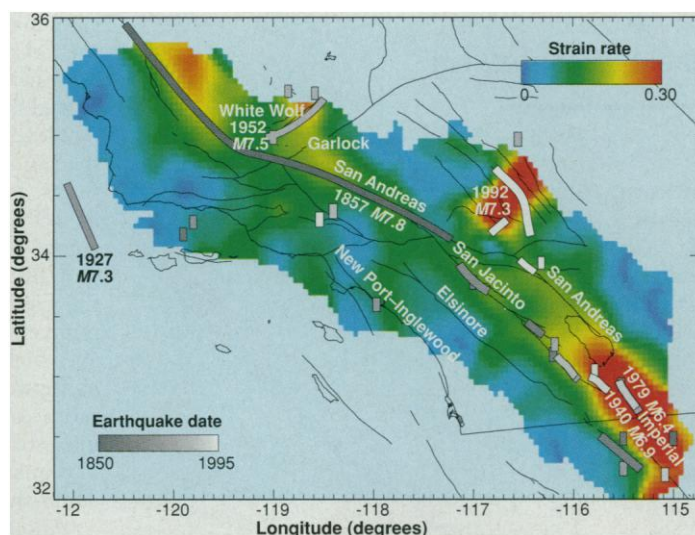 36
Strain rate
0
0.30
White Wolf
1952
M7.5
Garlock
San Andreas
1857 M7.8
1992
M7.3
34
1927
M7.3
San Jacinto
San Andreas
New Port–Inglewood
Elsinore
1979 M6.4
1940 M6.9
Imperial
Earthquake date
1850
1995
32
Latitude (degrees)
-12
-120
-119
-118
-117
-116
115
Longitude (degrees)